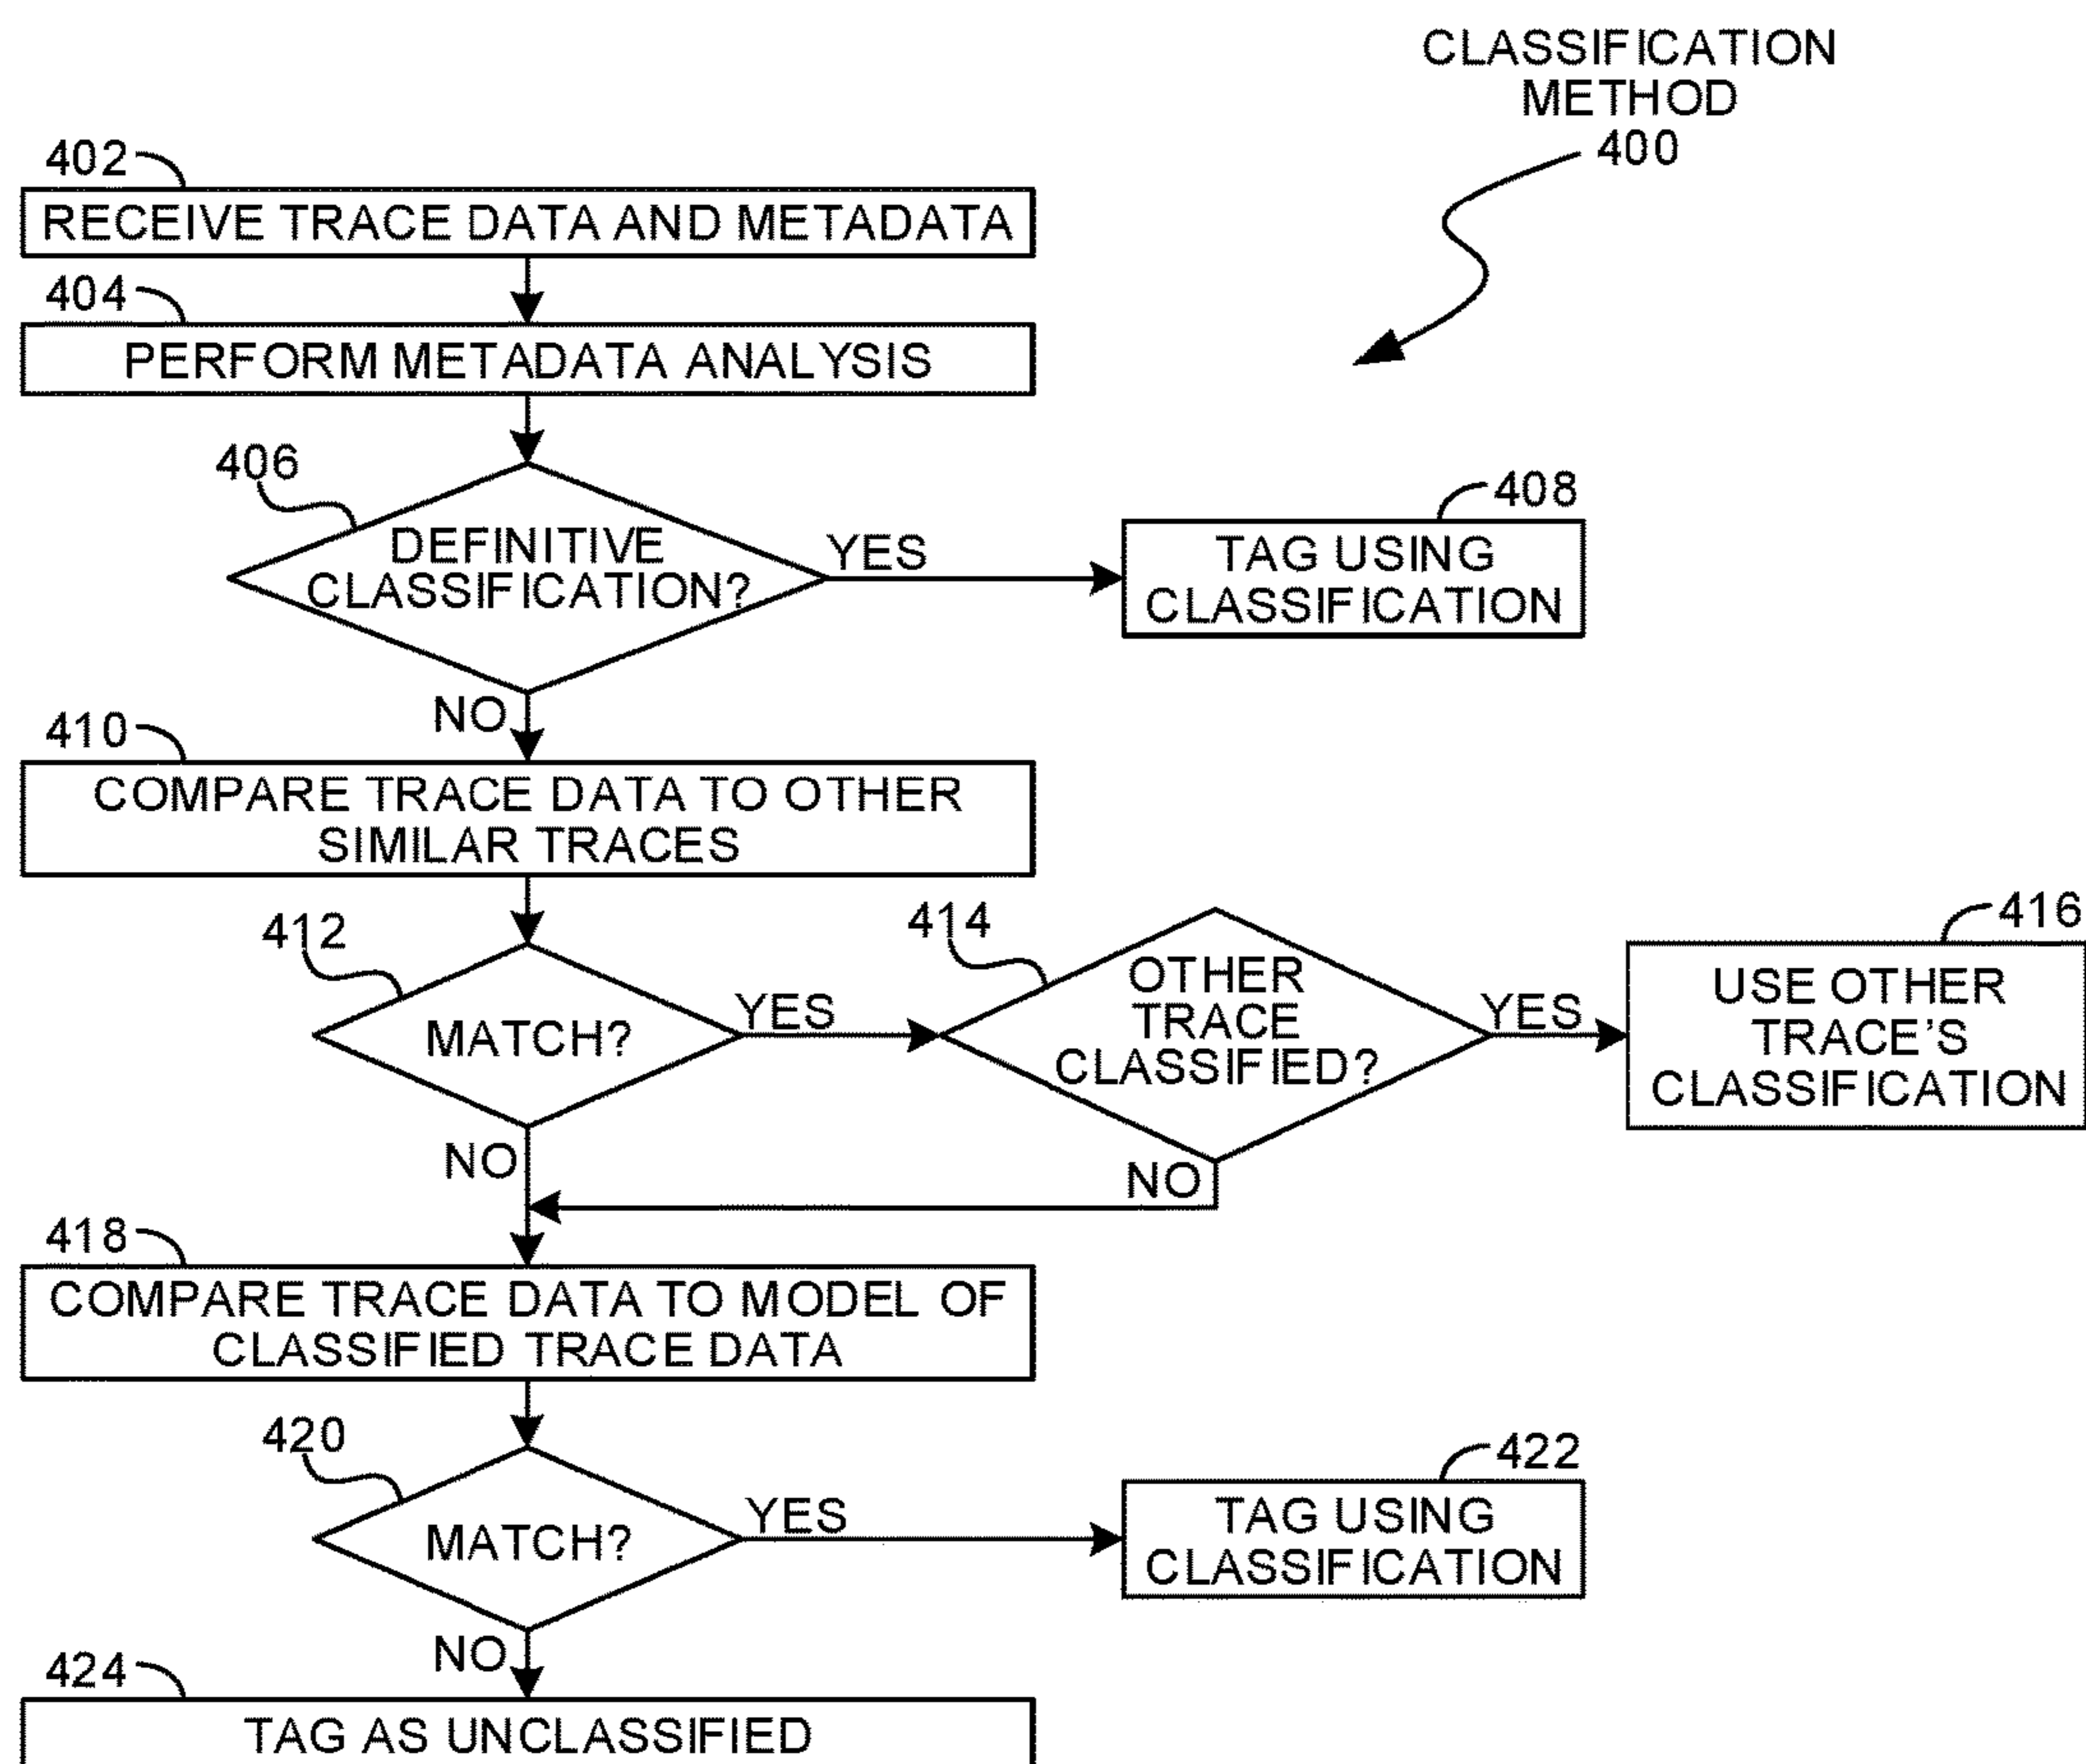 CLASSIFICATION
METHOD
400
402
RECEIVE TRACE DATA AND METADATA
404
PERFORM METADATA ANALYSIS
406
DEFINITIVE
CLASSIFICATION?
YES
408
TAG USING
CLASSIFICATION
NO
410
COMPARE TRACE DATA TO OTHER
SIMILAR TRACES
412
MATCH?
YES
414
OTHER
TRACE
CLASSIFIED?
YES
416
USE OTHER
TRACE'S
CLASSIFICATION
NO
NO
418
COMPARE TRACE DATA TO MODEL OF
CLASSIFIED TRACE DATA
420
MATCH?
YES
422
TAG USING
CLASSIFICATION
NO
424
TAG AS UNCLASSIFIED